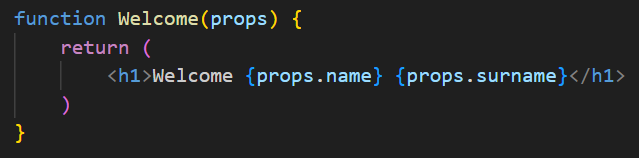 function Welcome(props) {
    return (
        <h1>Welcome {props.name} {props.surname}</h1>
    )
}